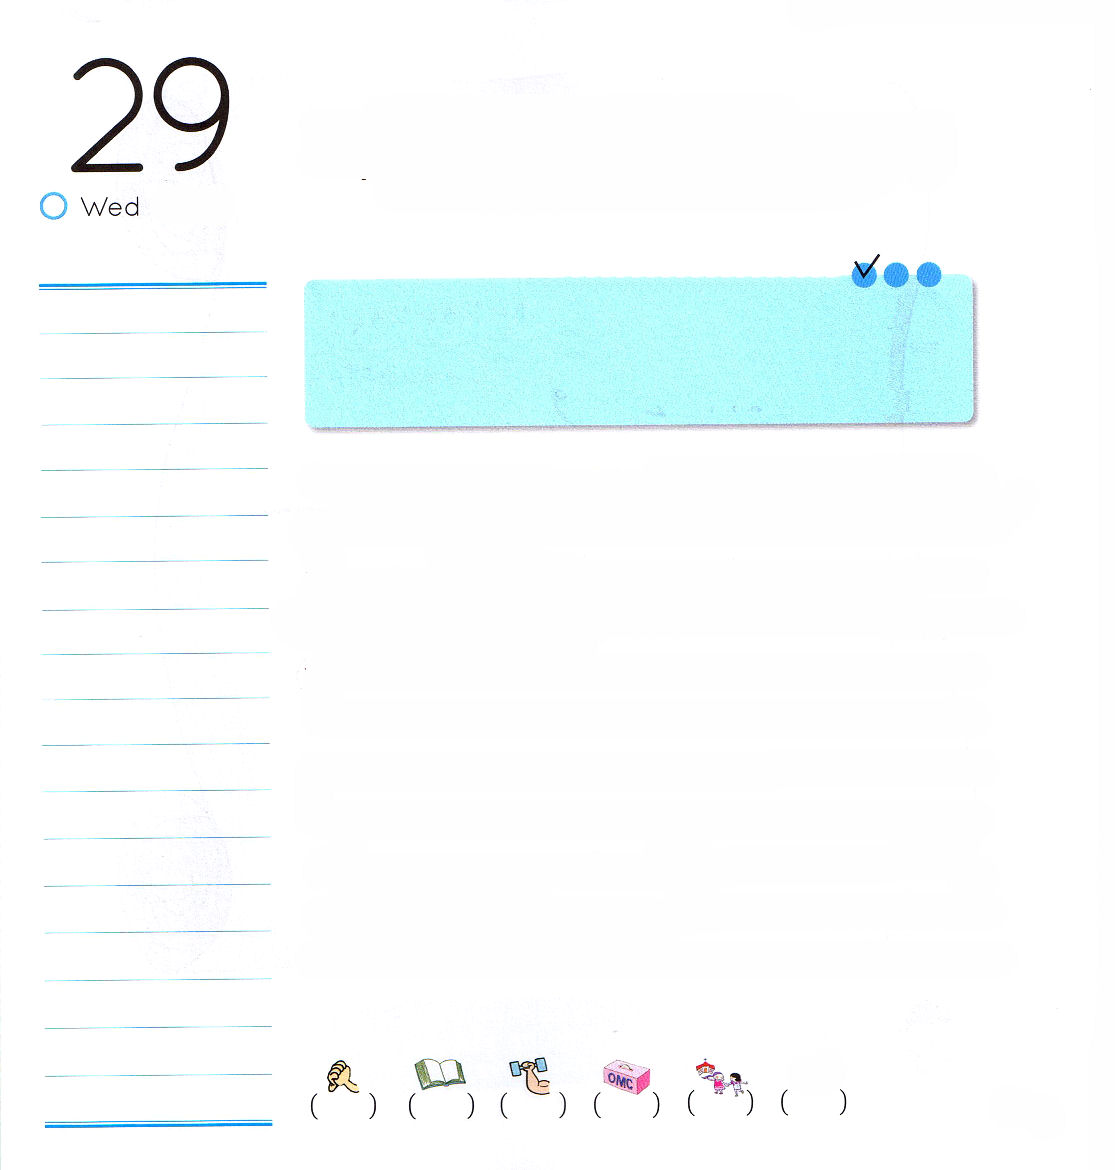 29
Wed
OMC
( ) ( ) ( ) ( ) ( ) ( )